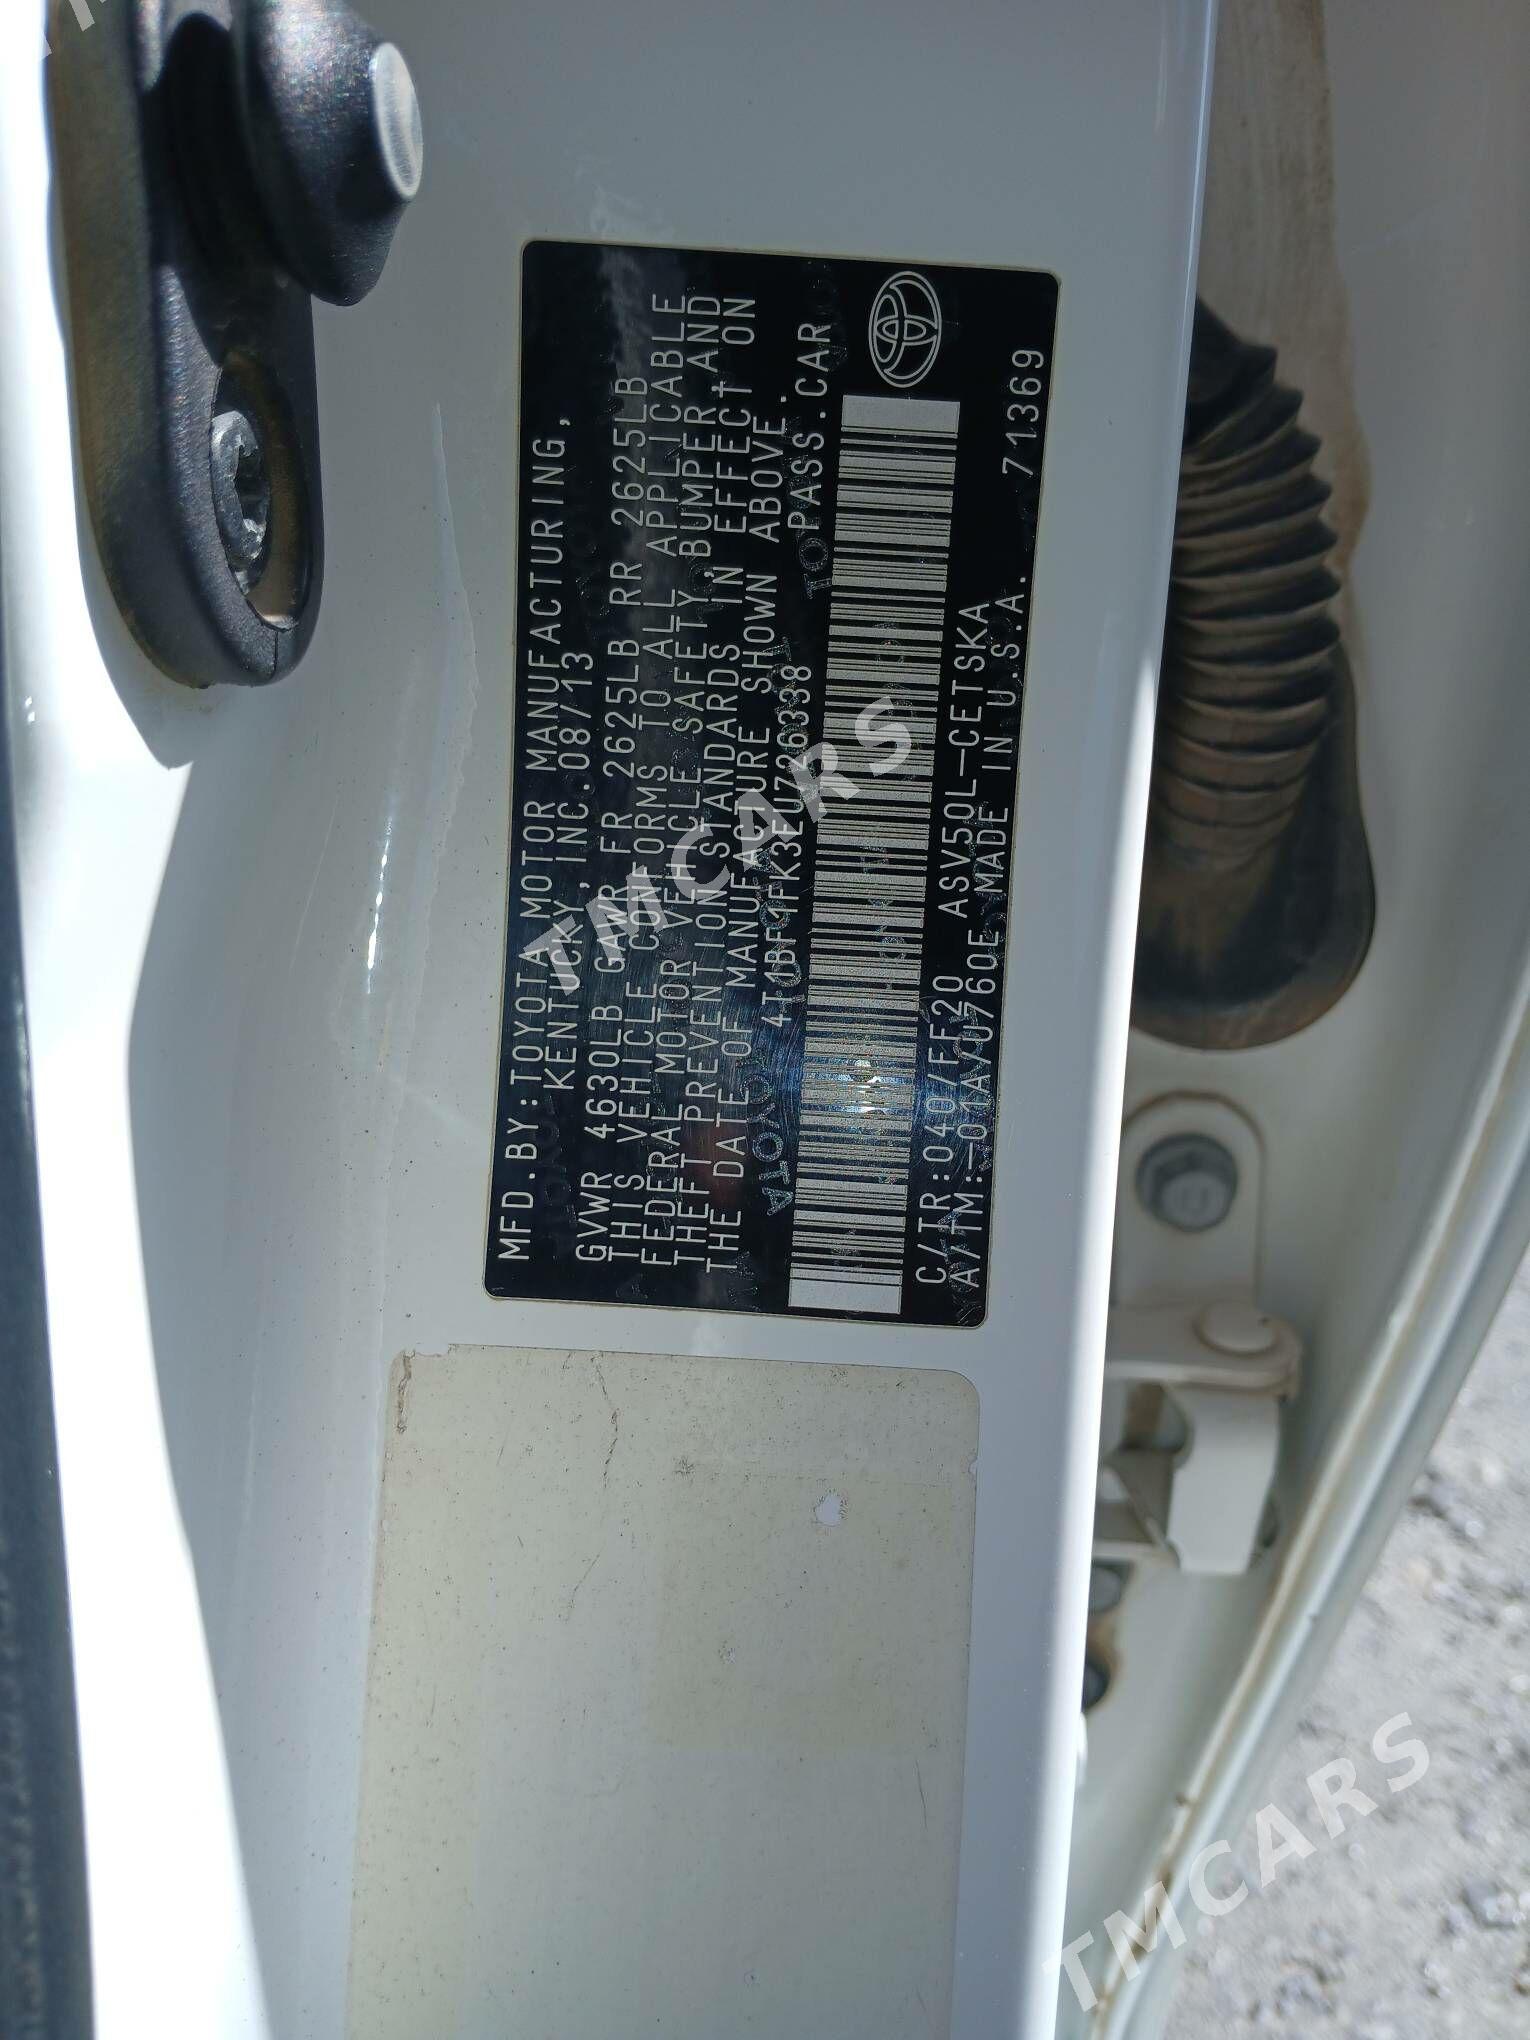 MFD.BY:TOYOTA MOTOR MANUFACTURING,
KENTUCKY,INC.08/13
GVWR 4630LB GAWR FR 2625LB RR 2625LB
THIS VEHICLE CONFORMS TO ALL APPLICABLE
FEDERAL MOTOR VEHICLE SAFETY,BUMPER,AND
THEFT PREVENTION STANDARDS IN EFFECT ON
THE DATE OF MANUFACTURE SHOWN ABOVE.
4T1BF1FK3EU726338 PASS.CAR
C/TR:040/FF20 ASV50L-CETSKA
A/TM:-01A/U760E MADE IN U.S.A. 71369
TOYOTA
TMCARS
TMCARS